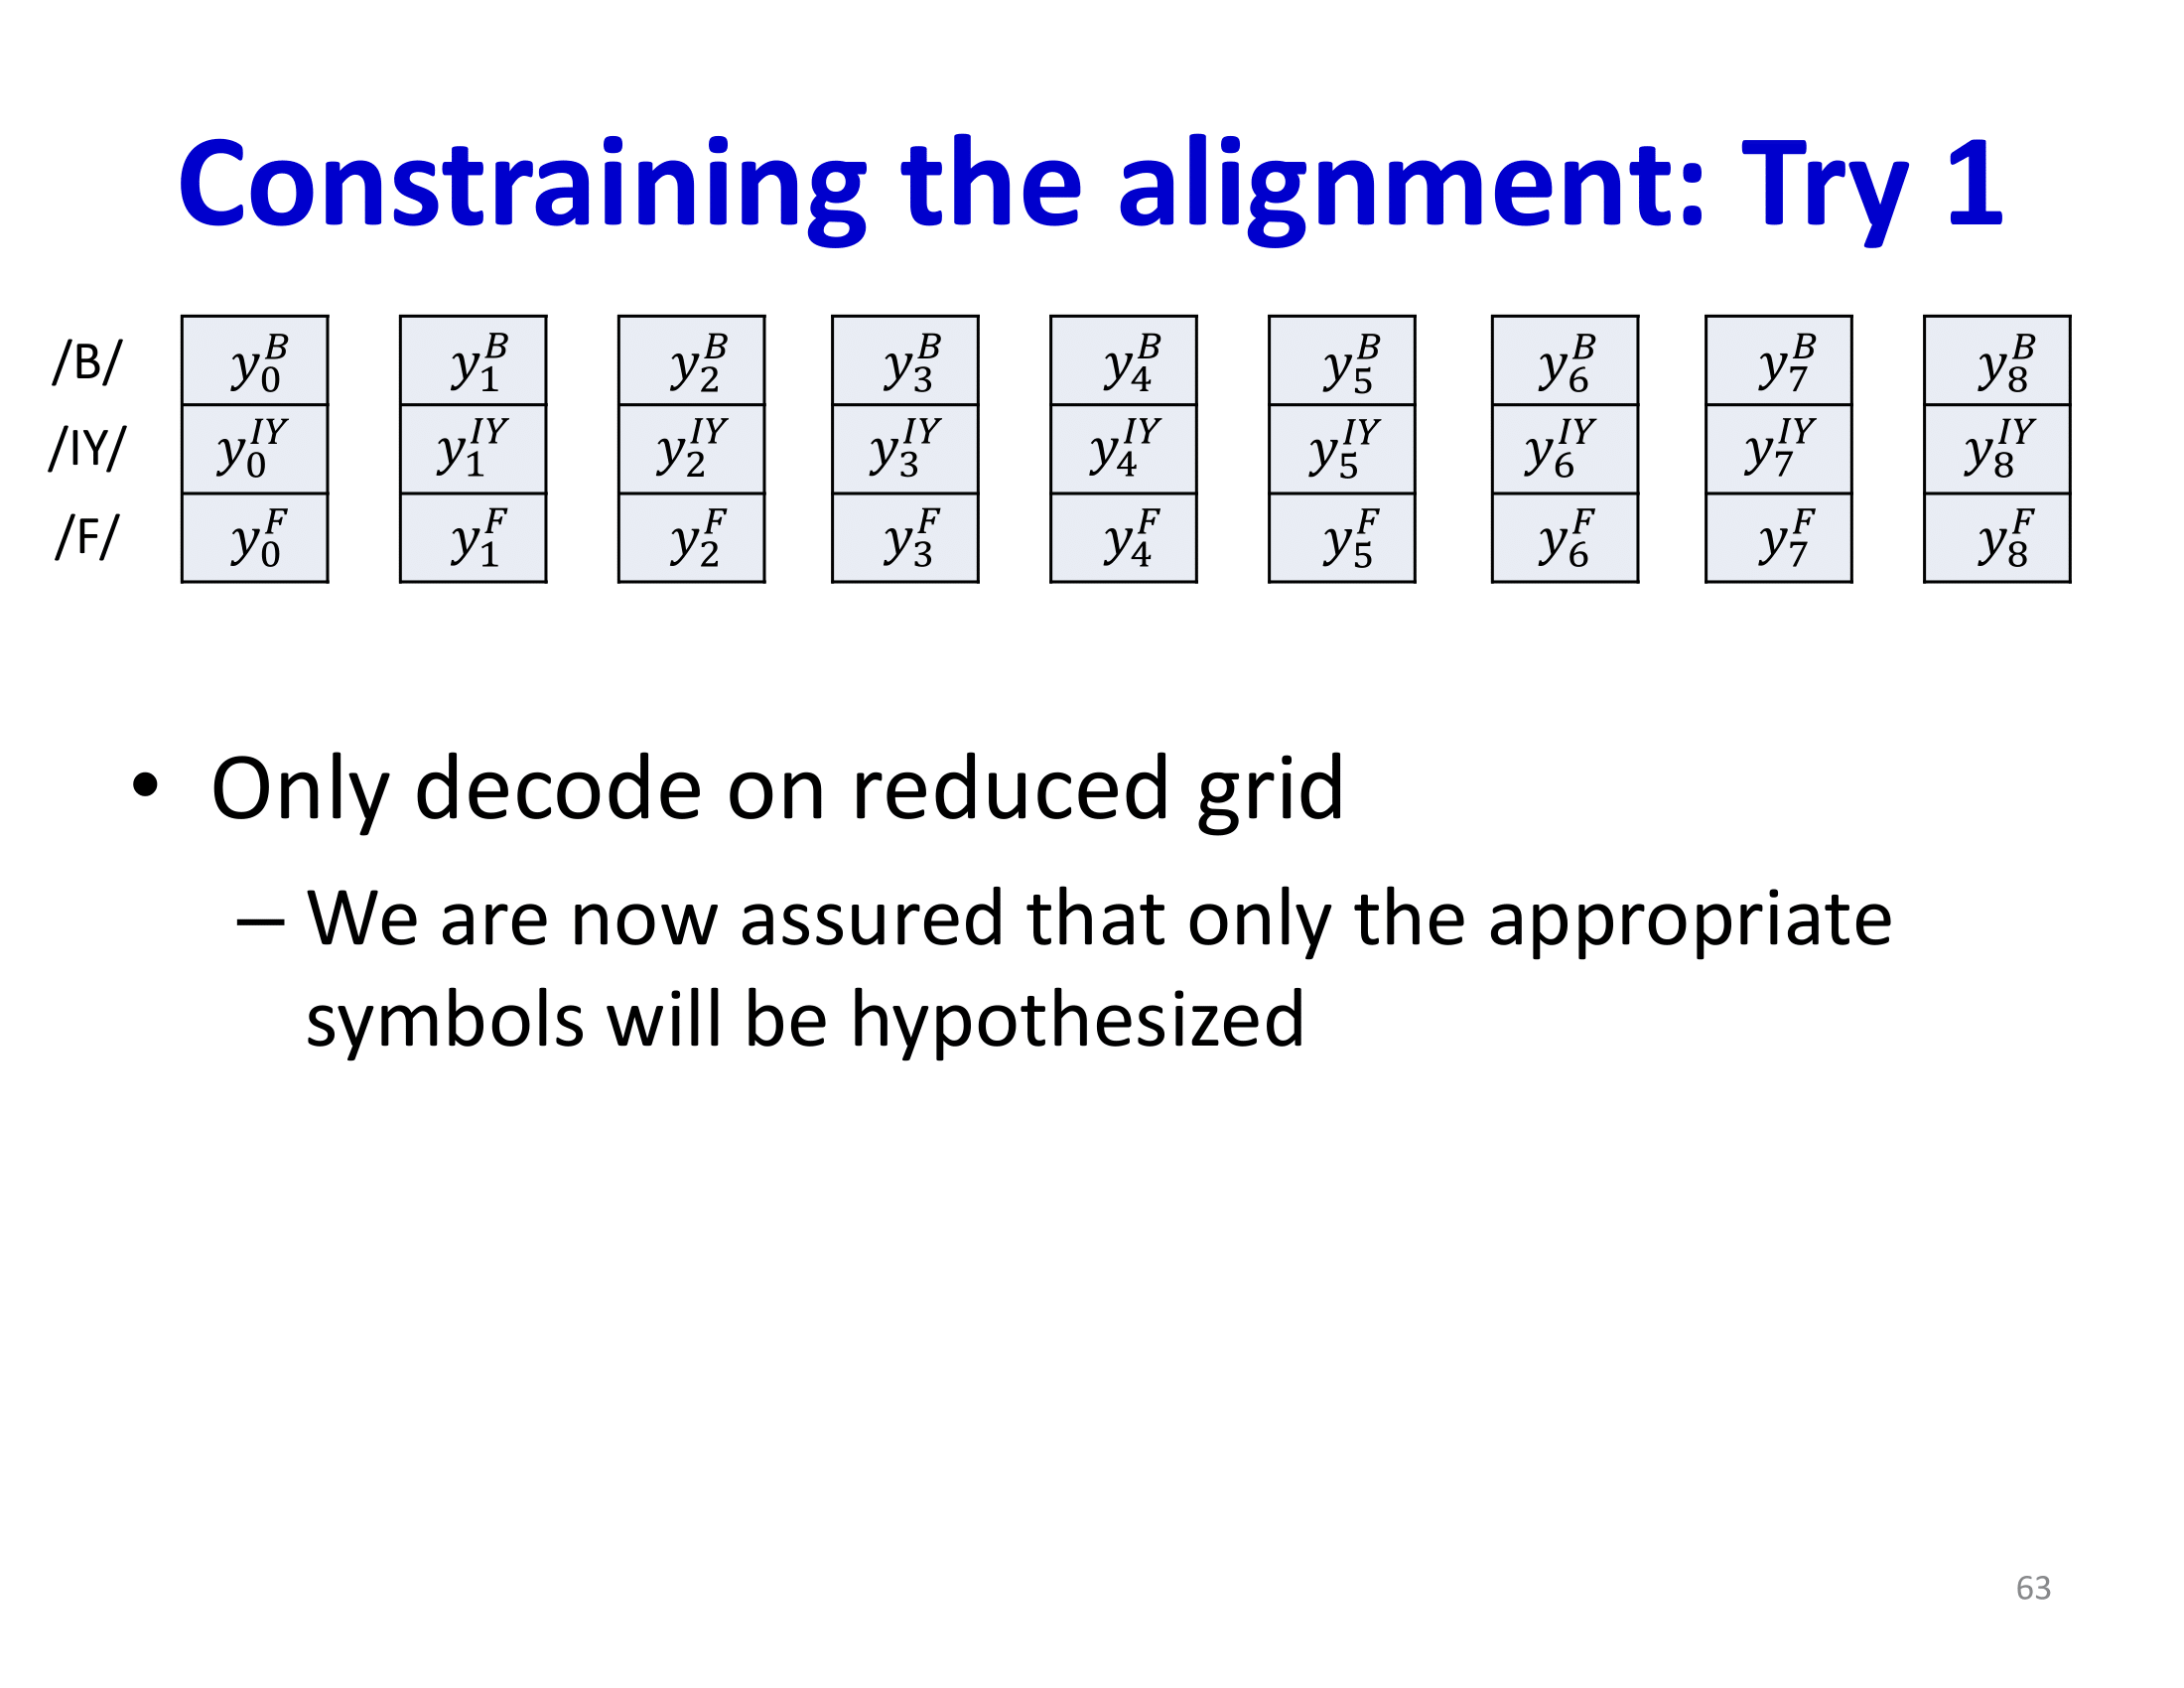 Constraining the alignment: Try 1
/B/ y_0^B y_1^B y_2^B y_3^B y_4^B y_5^B y_6^B y_7^B y_8^B
/IY/ y_0^{IY} y_1^{IY} y_2^{IY} y_3^{IY} y_4^{IY} y_5^{IY} y_6^{IY} y_7^{IY} y_8^{IY}
/F/ y_0^F y_1^F y_2^F y_3^F y_4^F y_5^F y_6^F y_7^F y_8^F
• Only decode on reduced grid
– We are now assured that only the appropriate
symbols will be hypothesized
63